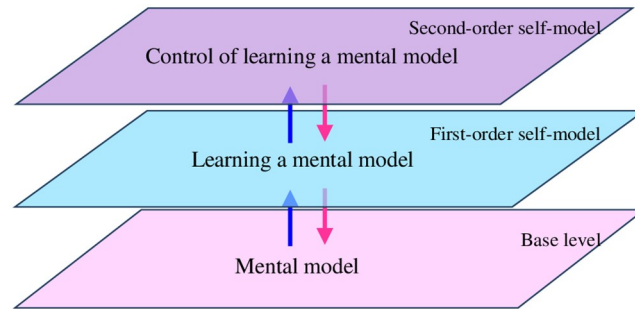 Second-order self-model
Control of learning a mental model
First-order self-model
Learning a mental model
Base level
Mental model